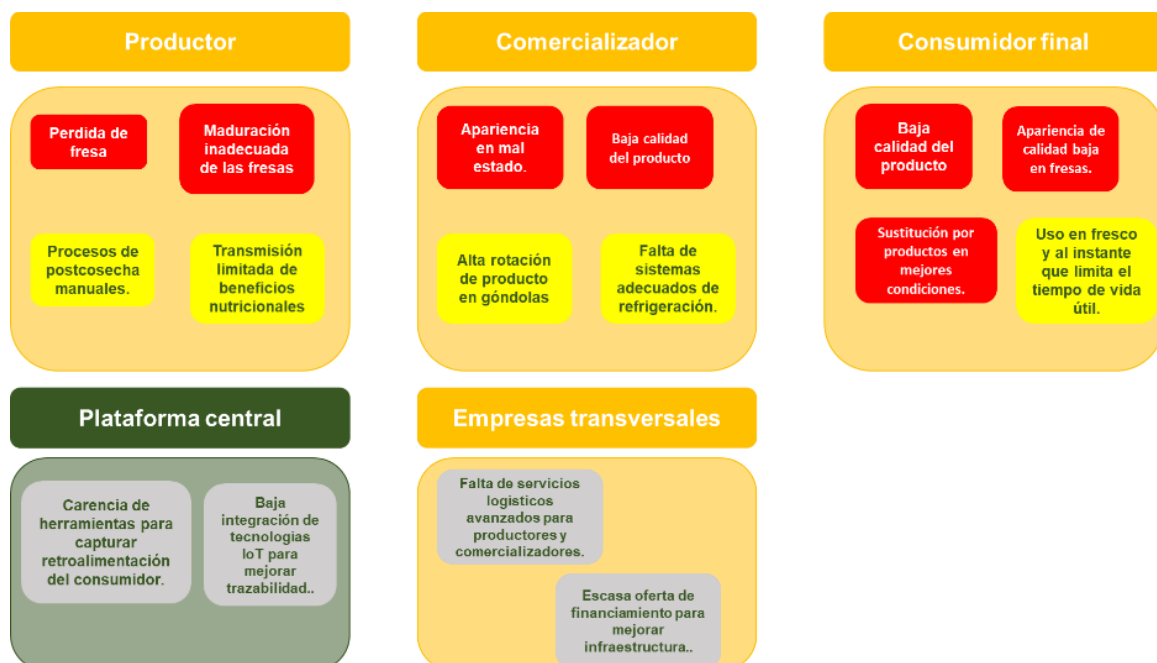 Productor
Perdida de
fresa
Maduración
inadecuada
de las fresas
Procesos de
postcosecha
manuales.
Transmisión
limitada de
beneficios
nutricionales
Comercializador
Apariencia
en mal
estado.
Baja calidad
del producto
Alta rotación
de producto
en góndolas
Falta de
sistemas
adecuados de
refrigeración.
Consumidor final
Baja
calidad del
producto
Apariencia de
calidad baja
en fresas.
Sustitución por
productos en
mejores
condiciones.
Uso en fresco
y al instante
que limita el
tiempo de vida
útil.
Plataforma central
Carencia de
herramientas para
capturar
retroalimentación
del consumidor.
Baja
integración de
tecnologías
IoT para
mejorar
trazabilidad..
Empresas transversales
Falta de servicios
logísticos
avanzados para
productores y
comercializadores.
Escasa oferta de
financiamiento para
mejorar
infraestructura..